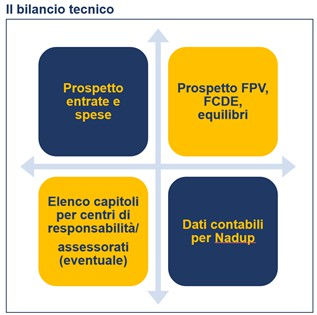 Il bilancio tecnico
Prospetto
entrate e
spese
Prospetto FPV,
FCDE,
equilibri
Elenco capitoli
per centri di
responsabilità/
assessorati
(eventuale)
Dati contabili
per Nadup